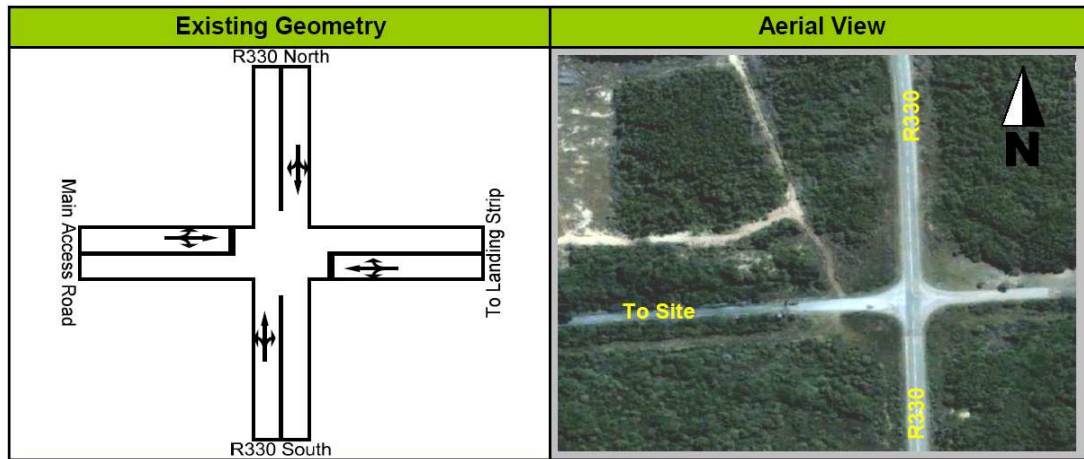 Existing Geometry
Aerial View
R330 North
Main Access Road
To Landing Strip
R330 South
R330
N
To Site
R330